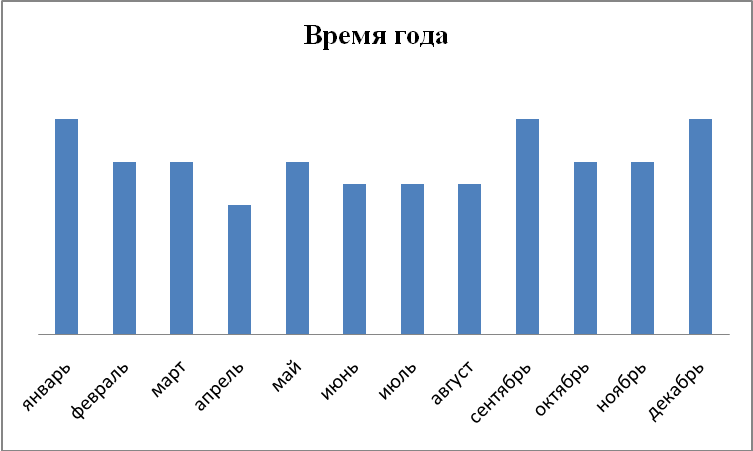 Время года
январь
февраль
март
апрель
май
июнь
июль
август
сентябрь
октябрь
ноябрь
декабрь